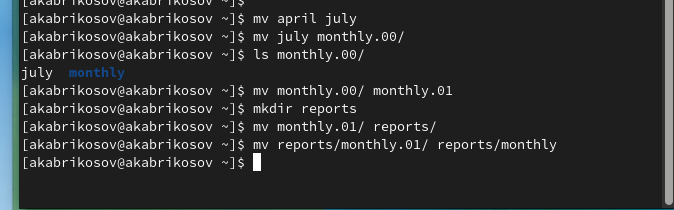 [akabrikosov@akabrikosov ~]$
[akabrikosov@akabrikosov ~]$ mv april july
[akabrikosov@akabrikosov ~]$ mv july monthly.00/
[akabrikosov@akabrikosov ~]$ ls monthly.00/
july  monthly
[akabrikosov@akabrikosov ~]$ mv monthly.00/ monthly.01
[akabrikosov@akabrikosov ~]$ mkdir reports
[akabrikosov@akabrikosov ~]$ mv monthly.01/ reports/
[akabrikosov@akabrikosov ~]$ mv reports/monthly.01/ reports/monthly
[akabrikosov@akabrikosov ~]$